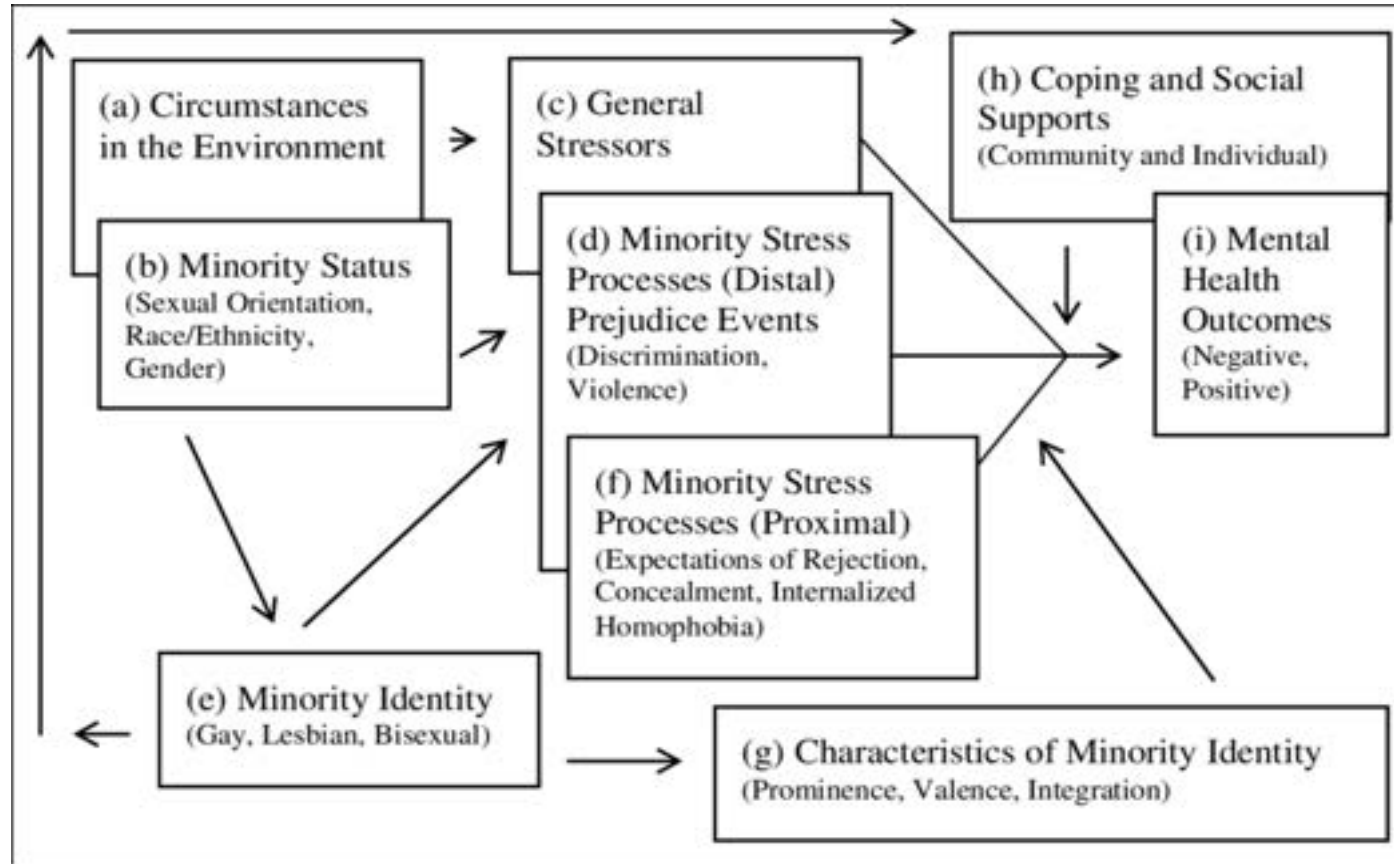 (a) Circumstances
in the Environment
(b) Minority Status
(Sexual Orientation,
Race/Ethnicity,
Gender)
(c) General
Stressors
(d) Minority Stress
Processes (Distal)
Prejudice Events
(Discrimination,
Violence)
(e) Minority Identity
(Gay, Lesbian, Bisexual)
(f) Minority Stress
Processes (Proximal)
(Expectations of Rejection,
Concealment, Internalized
Homophobia)
(g) Characteristics of Minority Identity
(Prominence, Valence, Integration)
(h) Coping and Social
Supports
(Community and Individual)
(i) Mental
Health
Outcomes
(Negative,
Positive)